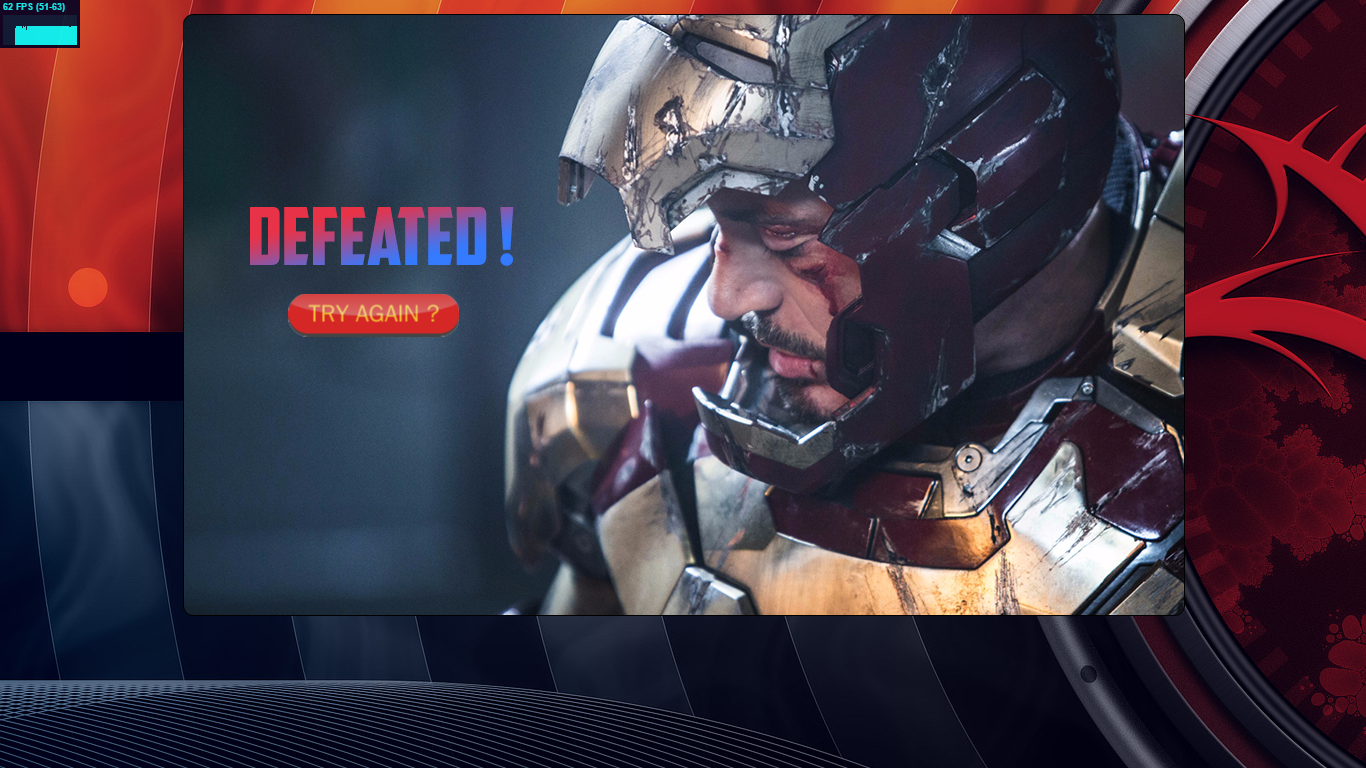 62 FPS (51-63)
DEFEATED !
TRY AGAIN ?